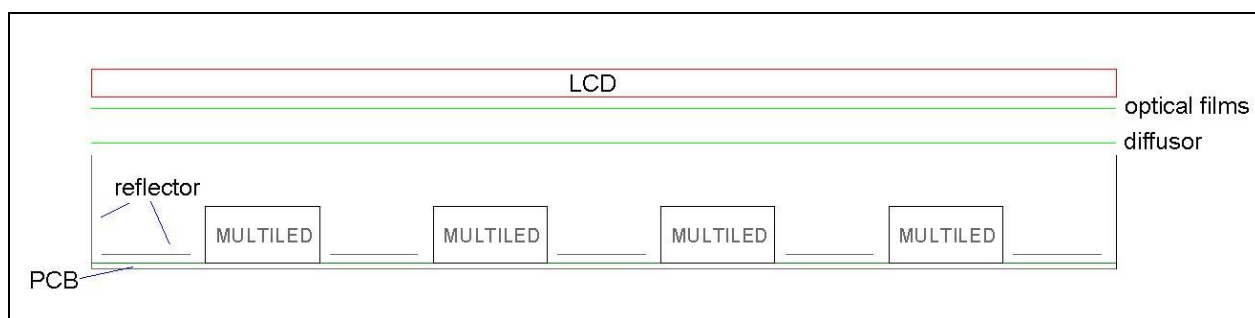 LCD
optical films
diffusor
reflector
MULTILED MULTILED MULTILED MULTILED
PCB